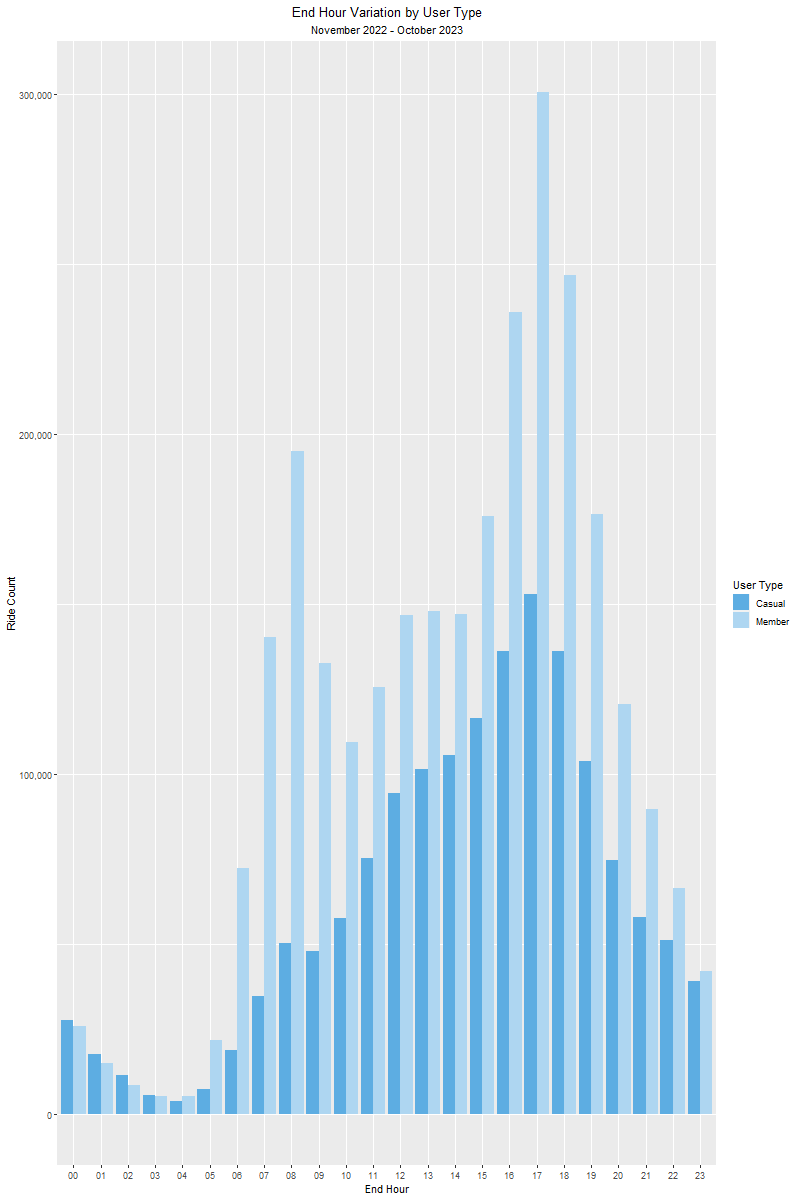 End Hour Variation by User Type
November 2022 - October 2023
300,000
200,000
100,000
0
Ride Count
00 01 02 03 04 05 06 07 08 09 10 11 12 13 14 15 16 17 18 19 20 21 22 23
End Hour
User Type
Casual
Member